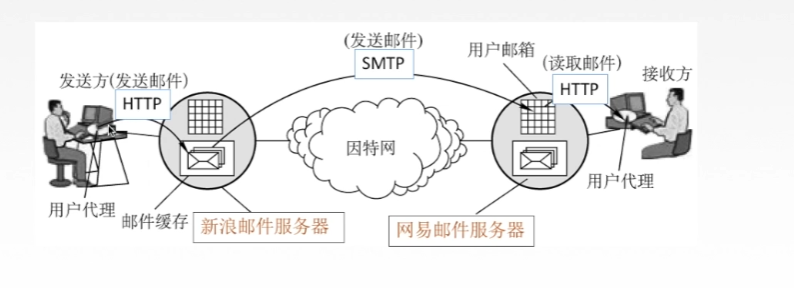 (发送邮件)
SMTP
用户邮箱
(读取邮件)
HTTP
接收方
发送方(发送邮件)
HTTP
因特网
用户代理
用户代理
邮件缓存
新浪邮件服务器
网易邮件服务器